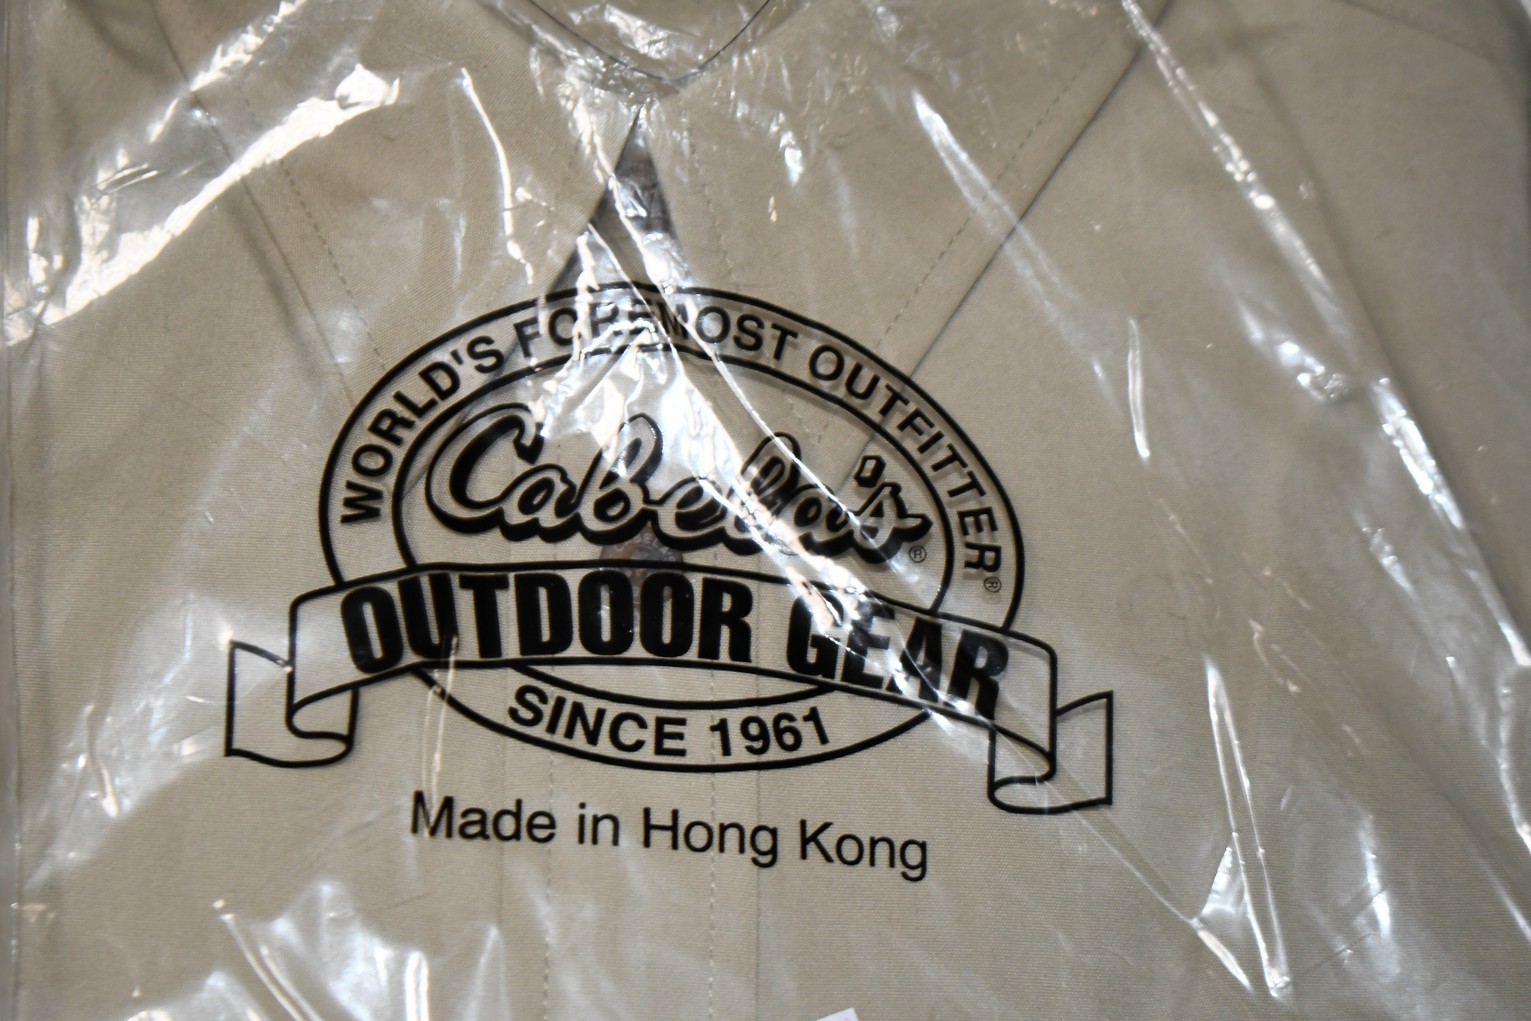 WORLD'S FOREMOST OUTFITTER®
Cabela's®
OUTDOOR GEAR
SINCE 1961
Made in Hong Kong